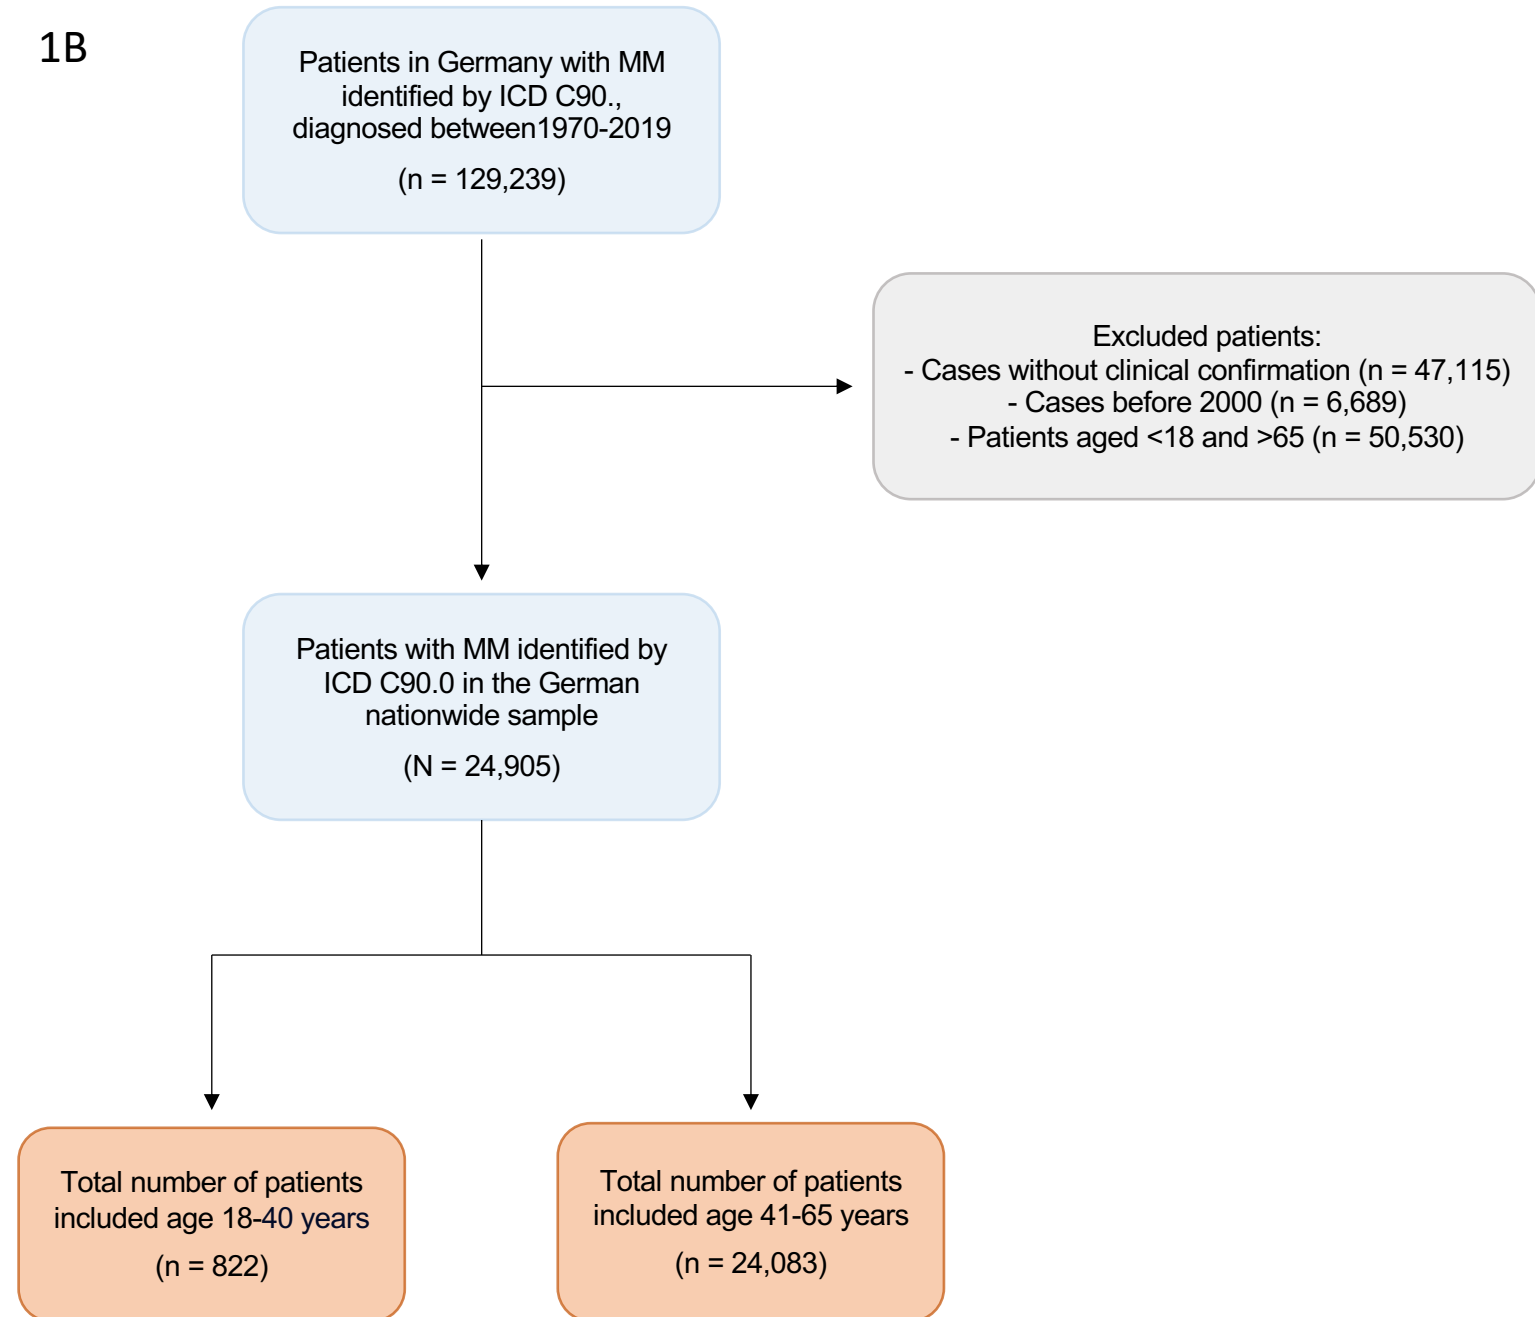 1B
Patients in Germany with MM
identified by ICD C90.,
diagnosed between1970-2019
(n = 129,239)
Excluded patients:
- Cases without clinical confirmation (n = 47,115)
- Cases before 2000 (n = 6,689)
- Patients aged <18 and >65 (n = 50,530)
Patients with MM identified by
ICD C90.0 in the German
nationwide sample
(N = 24,905)
Total number of patients
included age 18-40 years
(n = 822)
Total number of patients
included age 41-65 years
(n = 24,083)